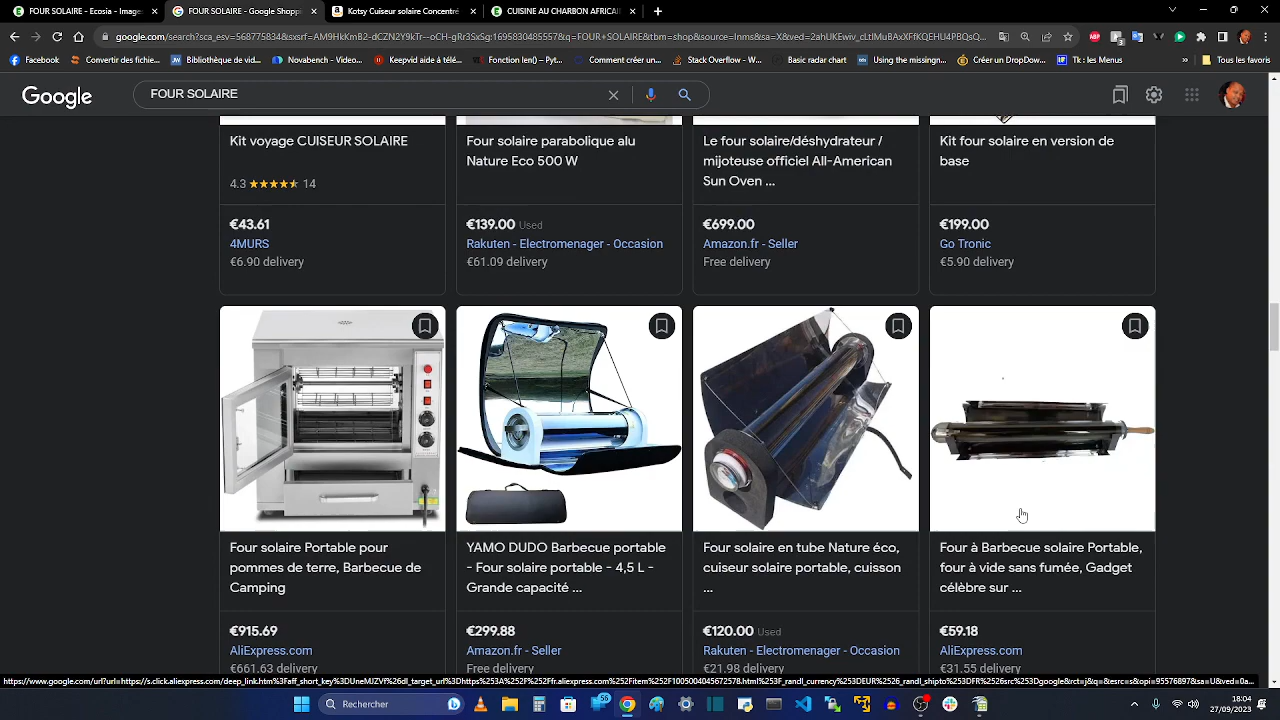 FOUR SOLAIRE - Ecosia - Images
FOUR SOLAIRE - Google Shoppi
Kotsy Cuiseur solaire Concentré
CUISINE AU CHARBON AFRICAIN
Facebook
Convertir des fichie...
Bibliothèque de vid...
Novabench - Video...
Keepvid aide à télé...
Fonction len() – Pyt...
Comment créer un...
Stack Overflow - W...
Basic radar chart
Using the missingn...
Créer un DropDow...
Tk : les Menus
Tous les favoris
Google
FOUR SOLAIRE
Kit voyage CUISEUR SOLAIRE
4.3 14
€43.61
4MURS
€6.90 delivery
Four solaire parabolique alu
Nature Eco 500 W
€139.00 Used
Rakuten - Electromenager - Occasion
€61.09 delivery
Le four solaire/déshydrateur /
mijoteuse officiel All-American
Sun Oven ...
€699.00
Amazon.fr - Seller
Free delivery
Kit four solaire en version de
base
€199.00
Go Tronic
€5.90 delivery
Four solaire Portable pour
pommes de terre, Barbecue de
Camping
€915.69
AliExpress.com
€661.63 delivery
YAMO DUDO Barbecue portable
- Four solaire portable - 4,5 L -
Grande capacité ...
€299.88
Amazon.fr - Seller
Free delivery
Four solaire en tube Nature éco,
cuiseur solaire portable, cuisson
...
€120.00 Used
Rakuten - Electromenager - Occasion
€21.98 delivery
Four à Barbecue solaire Portable,
four à vide sans fumée, Gadget
célèbre sur ...
€59.18
AliExpress.com
€31.55 delivery
Rechercher
18:04
27/09/2023